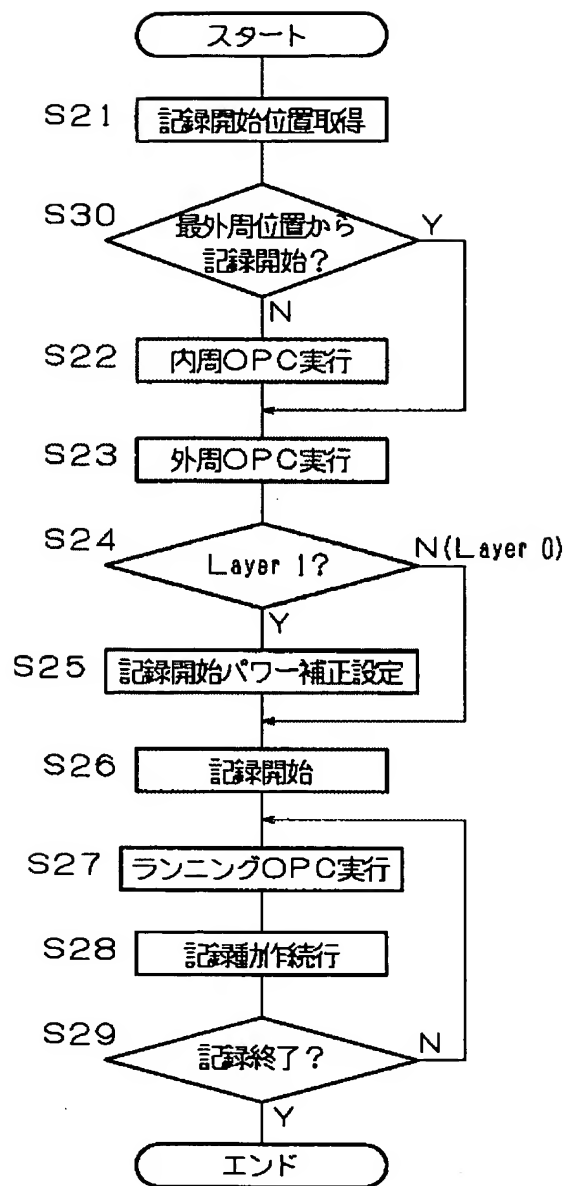 スタート
S21
記録開始位置取得
S30
最外周位置から
記録開始?
Y
N
S22
内周OPC実行
S23
外周OPC実行
S24
Layer 1?
N(Layer 0)
Y
S25
記録開始パワー補正設定
S26
記録開始
S27
ランニングOPC実行
S28
記録動作続行
S29
記録終了?
N
Y
エンド